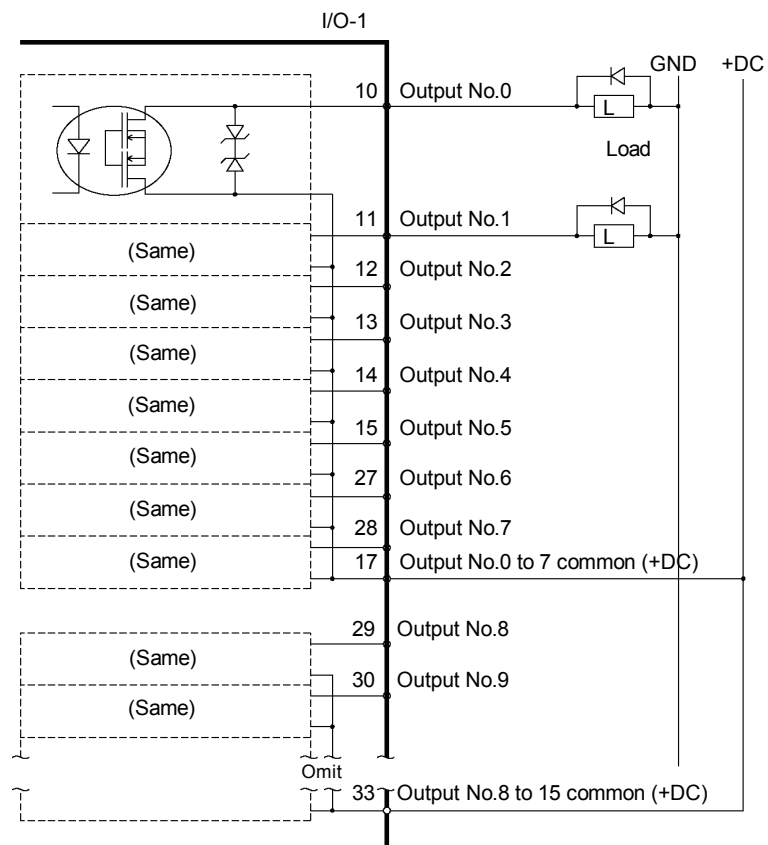 I/O-1
GND +DC
10 Output No.0
L
Load
11 Output No.1
L
(Same)
12 Output No.2
(Same)
13 Output No.3
(Same)
14 Output No.4
(Same)
15 Output No.5
(Same)
27 Output No.6
(Same)
28 Output No.7
(Same)
17 Output No.0 to 7 common (+DC)
29 Output No.8
(Same)
30 Output No.9
(Same)
Omit
33 Output No.8 to 15 common (+DC)